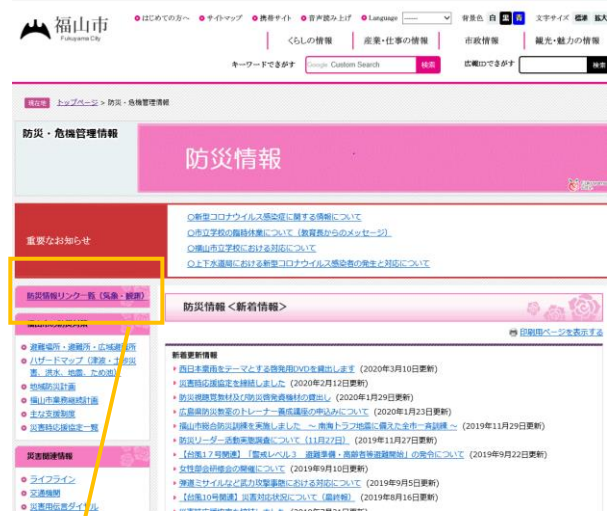 福山市
Fukuyama City
はじめての方へ サイトマップ 携帯サイト 音声読み上げ Language 背景色 白 黒 青 文字サイズ 標準 拡大
くらしの情報 産業・仕事の情報 市政情報 観光・魅力の情報
キーワードでさがす Google Custom Search 検索 広報IDでさがす 検索
現在地 トップページ > 防災・危機管理情報
防災・危機管理情報
防災情報
重要なお知らせ
○新型コロナウイルス感染症に関する情報について
○市立学校の臨時休業について(教育長からのメッセージ)
○福山市立学校における対応について
○上下水道局における新型コロナウイルス感染者の発生と対応について
防災情報リンク一覧(気象・観測)
防災情報<新着情報>
印刷用ページを表示する
避難場所・避難所・広域避難所
ハザードマップ(津波・土砂災
害、洪水、地震、ため池)
地域防災計画
福山市業務継続計画
主な支援制度
災害時応援協定一覧
災害関連情報
ライフライン
交通機関
災害用伝言ダイヤル
新着更新情報
西日本豪雨をテーマとする啓発用DVDを貸出します (2020年3月10日更新)
災害時応援協定を締結しました (2020年2月12日更新)
防災視聴覚教材及び防災啓発資機材の貸出し (2020年1月29日更新)
広島県防災教室のトレーナー養成講座の申込みについて (2020年1月23日更新)
福山市総合防災訓練を実施しました ~ 南海トラフ地震に備えた全市一斉訓練 ~ (2019年11月29日更新)
防災リーダー活動実態調査について(11月27日) (2019年11月27日更新)
【台風17号関連】「警戒レベル3 避難準備・高齢者等避難開始」の発令について (2019年9月22日更新)
女性部会研修会の開催について (2019年9月10日更新)
弾道ミサイルなど武力攻撃事態における対応について (2019年9月5日更新)
【台風10号関連】災害対応状況について(最終報) (2019年8月16日更新)